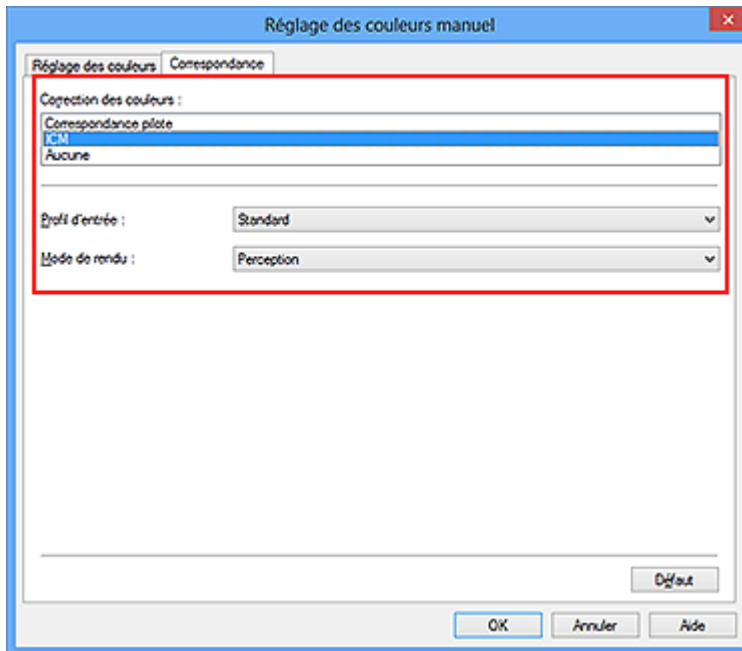 Réglage des couleurs manuel
Réglage des couleurs Correspondance
Correction des couleurs :
Correspondance pilote
ICM
Aucune
Profil d'entrée : Standard
Mode de rendu : Perception
Défaut
OK Annuler Aide